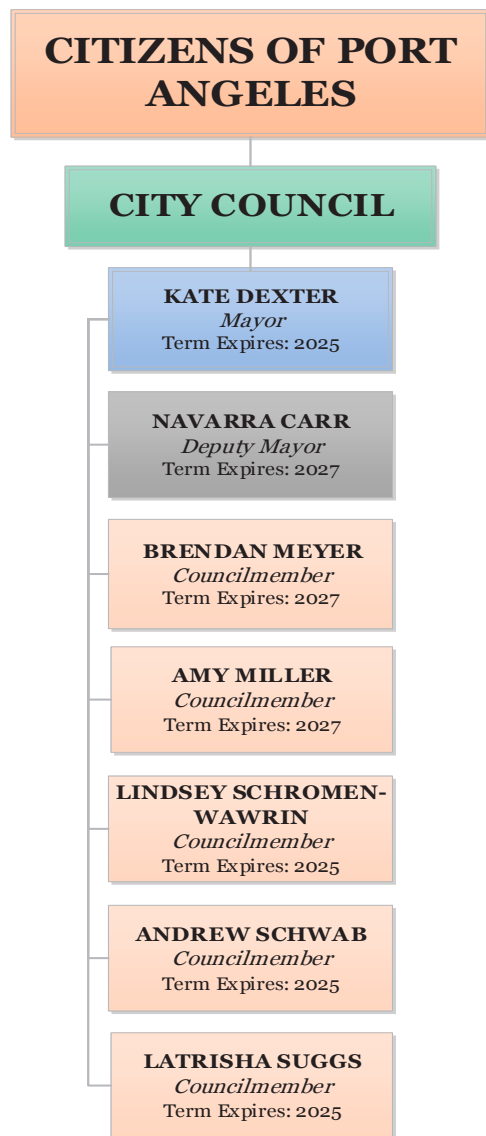 CITIZENS OF PORT
ANGELES
CITY COUNCIL
KATE DEXTER
Mayor
Term Expires: 2025
NAVARRA CARR
Deputy Mayor
Term Expires: 2027
BRENDAN MEYER
Councilmember
Term Expires: 2027
AMY MILLER
Councilmember
Term Expires: 2027
LINDSEY SCHROMEN-
WAWRIN
Councilmember
Term Expires: 2025
ANDREW SCHWAB
Councilmember
Term Expires: 2025
LATRISHA SUGGS
Councilmember
Term Expires: 2025